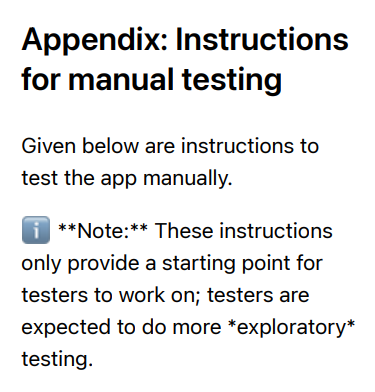 Appendix: Instructions
for manual testing
Given below are instructions to
test the app manually.
ℹ️ **Note:** These instructions
only provide a starting point for
testers to work on; testers are
expected to do more *exploratory*
testing.